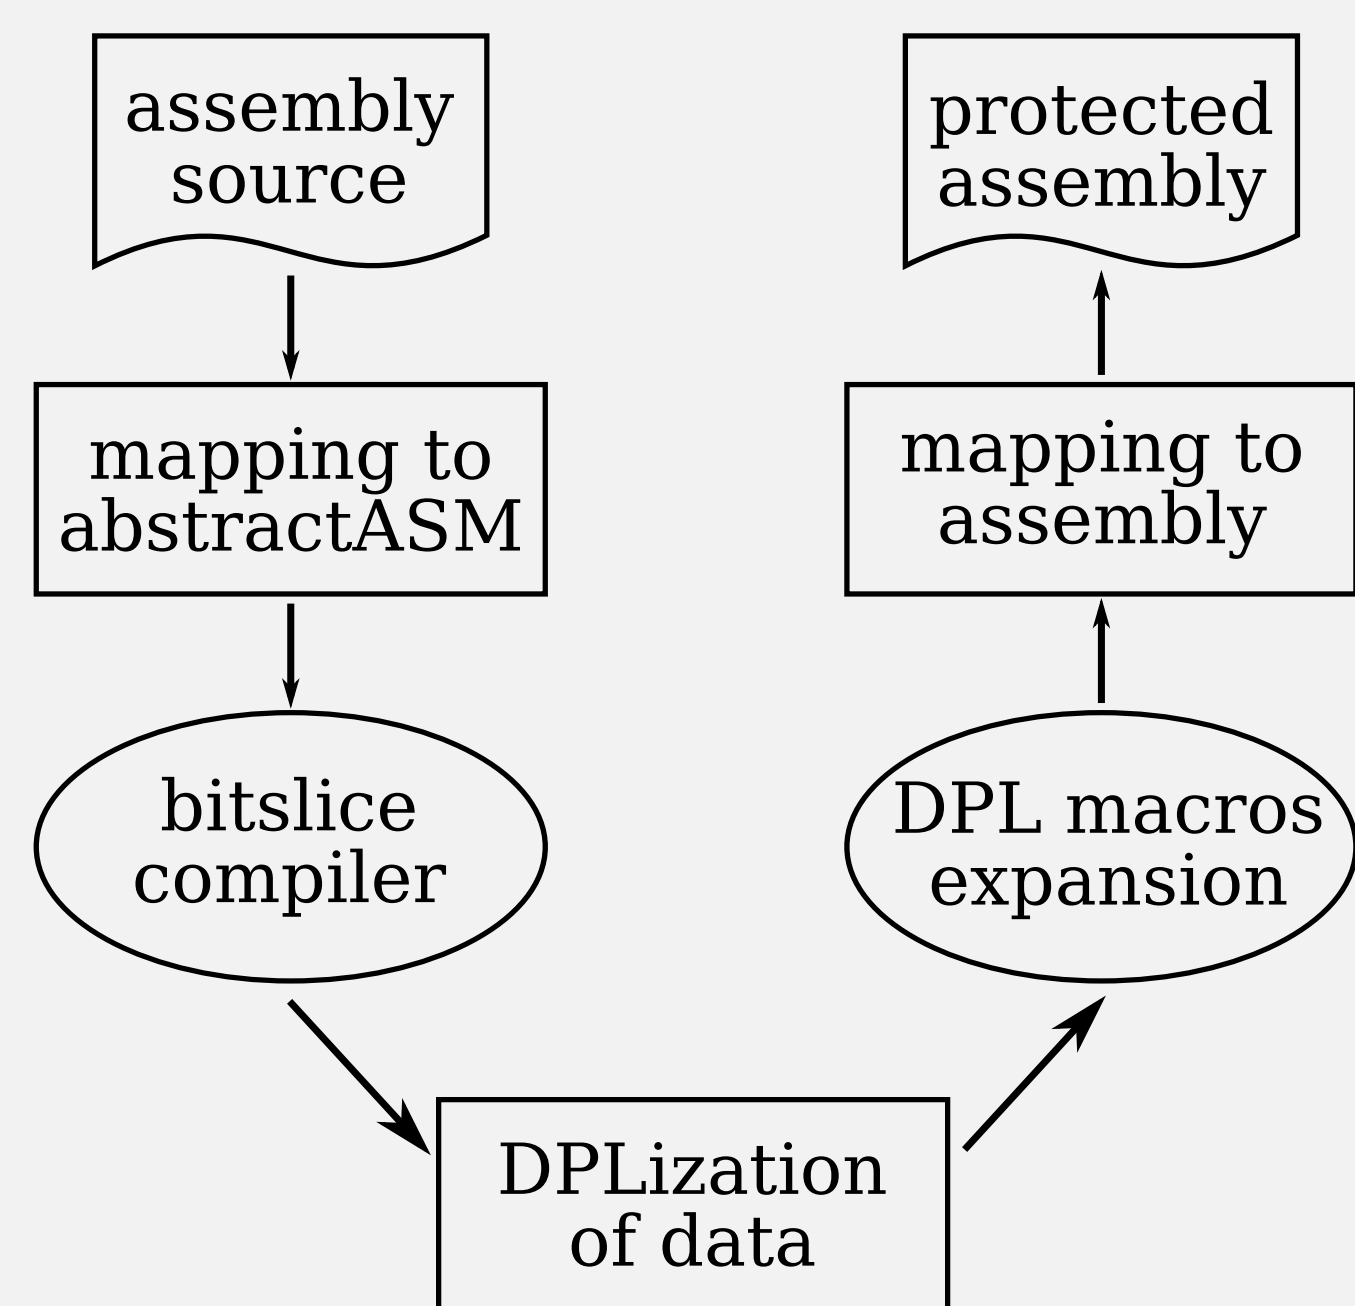 assembly
source
mapping to
abstractASM
bitslice
compiler
DPLization
of data
DPL macros
expansion
mapping to
assembly
protected
assembly